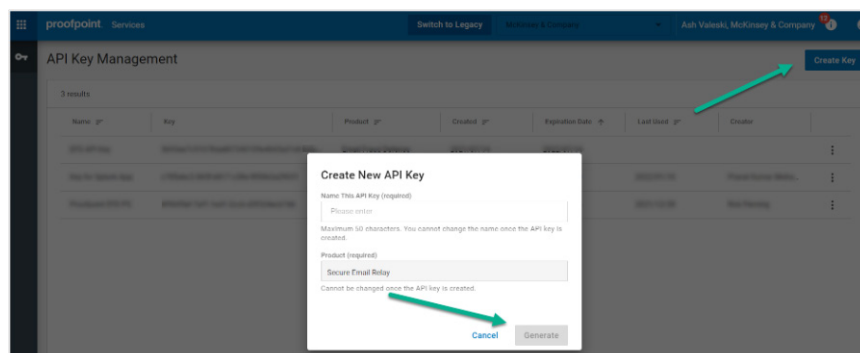 proofpoint. Services
Switch to Legacy
McKinsey & Company
Ash Valeski, McKinsey & Company
13
API Key Management
Create Key
3 results
Name
Key
Product
Created
Expiration Date
Last Used
Creator
Create New API Key
Name This API Key (required)
Please enter
Maximum 50 characters. You cannot change the name once the API key is
created.
Product (required)
Secure Email Relay
Cannot be changed once the API key is created.
Cancel
Generate